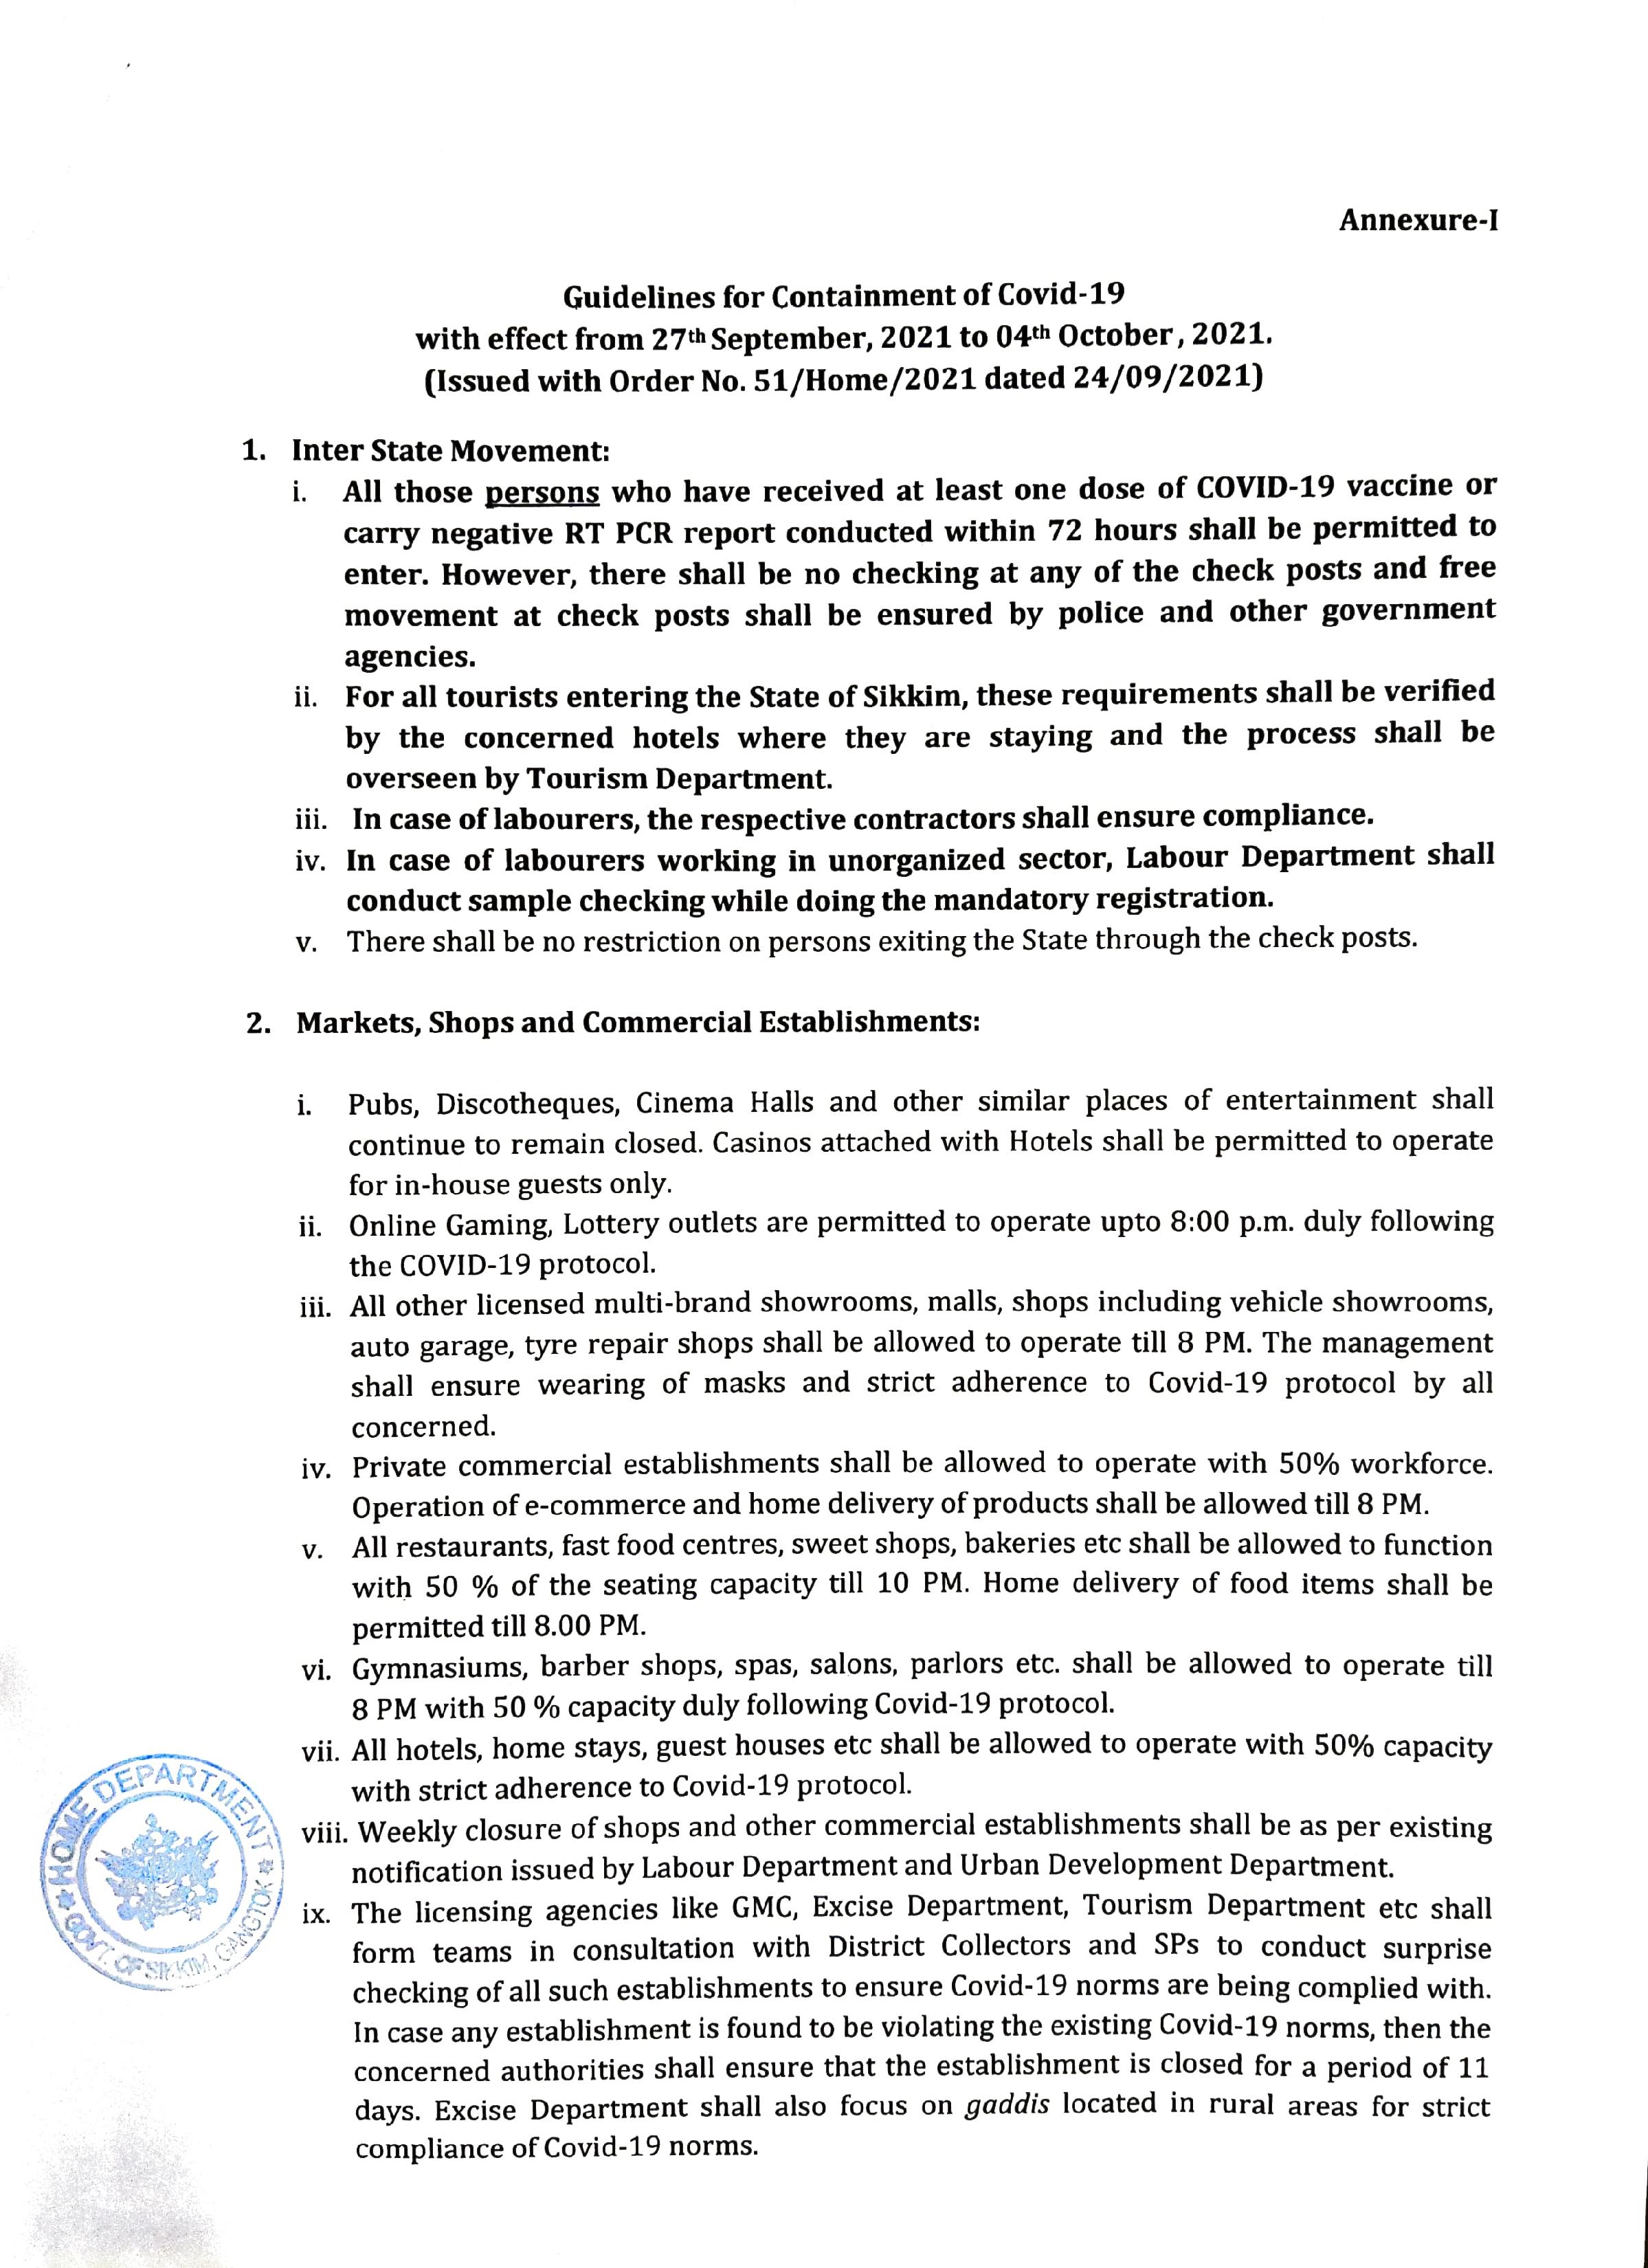 Annexure-I
Guidelines for Containment of Covid-19
with effect from 27th September, 2021 to 04th October, 2021.
(Issued with Order No. 51/Home/2021 dated 24/09/2021)
1. Inter State Movement:
i. All those persons who have received at least one dose of COVID-19 vaccine or
carry negative RT PCR report conducted within 72 hours shall be permitted to
enter. However, there shall be no checking at any of the check posts and free
movement at check posts shall be ensured by police and other government
agencies.
ii. For all tourists entering the State of Sikkim, these requirements shall be verified
by the concerned hotels where they are staying and the process shall be
overseen by Tourism Department.
iii. In case of labourers, the respective contractors shall ensure compliance.
iv. In case of labourers working in unorganized sector, Labour Department shall
conduct sample checking while doing the mandatory registration.
v. There shall be no restriction on persons exiting the State through the check posts.
2. Markets, Shops and Commercial Establishments:
i. Pubs, Discotheques, Cinema Halls and other similar places of entertainment shall
continue to remain closed. Casinos attached with Hotels shall be permitted to operate
for in-house guests only.
ii. Online Gaming, Lottery outlets are permitted to operate upto 8:00 p.m. duly following
the COVID-19 protocol.
iii. All other licensed multi-brand showrooms, malls, shops including vehicle showrooms,
auto garage, tyre repair shops shall be allowed to operate till 8 PM. The management
shall ensure wearing of masks and strict adherence to Covid-19 protocol by all
concerned.
iv. Private commercial establishments shall be allowed to operate with 50% workforce.
Operation of e-commerce and home delivery of products shall be allowed till 8 PM.
v. All restaurants, fast food centres, sweet shops, bakeries etc shall be allowed to function
with 50 % of the seating capacity till 10 PM. Home delivery of food items shall be
permitted till 8.00 PM.
vi. Gymnasiums, barber shops, spas, salons, parlors etc. shall be allowed to operate till
8 PM with 50 % capacity duly following Covid-19 protocol.
vii. All hotels, home stays, guest houses etc shall be allowed to operate with 50% capacity
with strict adherence to Covid-19 protocol.
viii. Weekly closure of shops and other commercial establishments shall be as per existing
notification issued by Labour Department and Urban Development Department.
ix. The licensing agencies like GMC, Excise Department, Tourism Department etc shall
form teams in consultation with District Collectors and SPs to conduct surprise
checking of all such establishments to ensure Covid-19 norms are being complied with.
In case any establishment is found to be violating the existing Covid-19 norms, then the
concerned authorities shall ensure that the establishment is closed for a period of 11
days. Excise Department shall also focus on gaddis located in rural areas for strict
compliance of Covid-19 norms.
HOME DEPARTMENT
GOVT. OF SIKKIM, GANGTOK